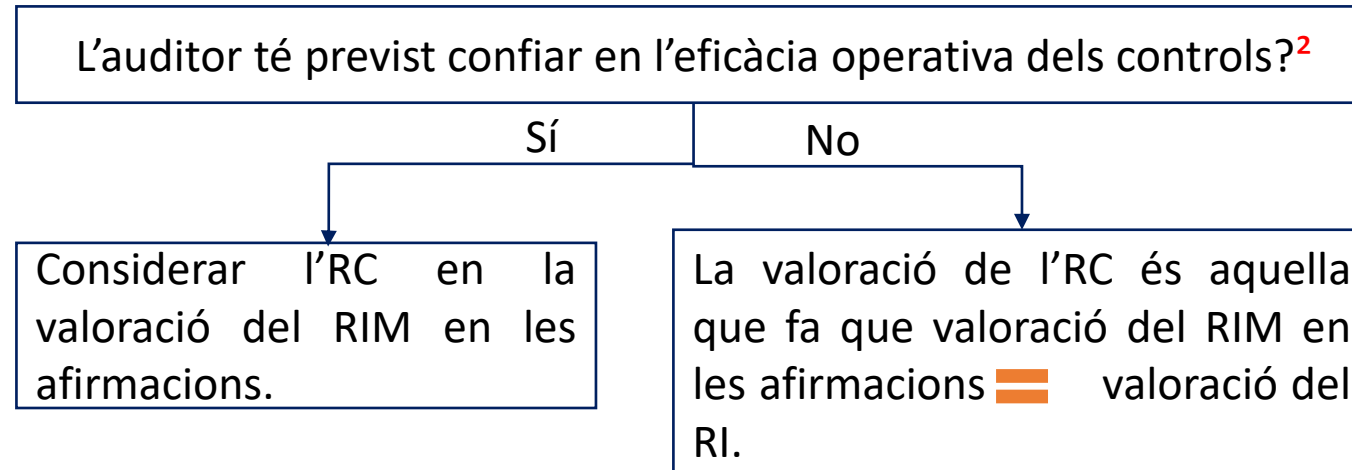 L’auditor té previst confiar en l’eficàcia operativa dels controls?²
Sí
No
Considerar l’RC en la
valoració del RIM en les
afirmacions.
La valoració de l’RC és aquella
que fa que valoració del RIM en
les afirmacions = valoració del
RI.